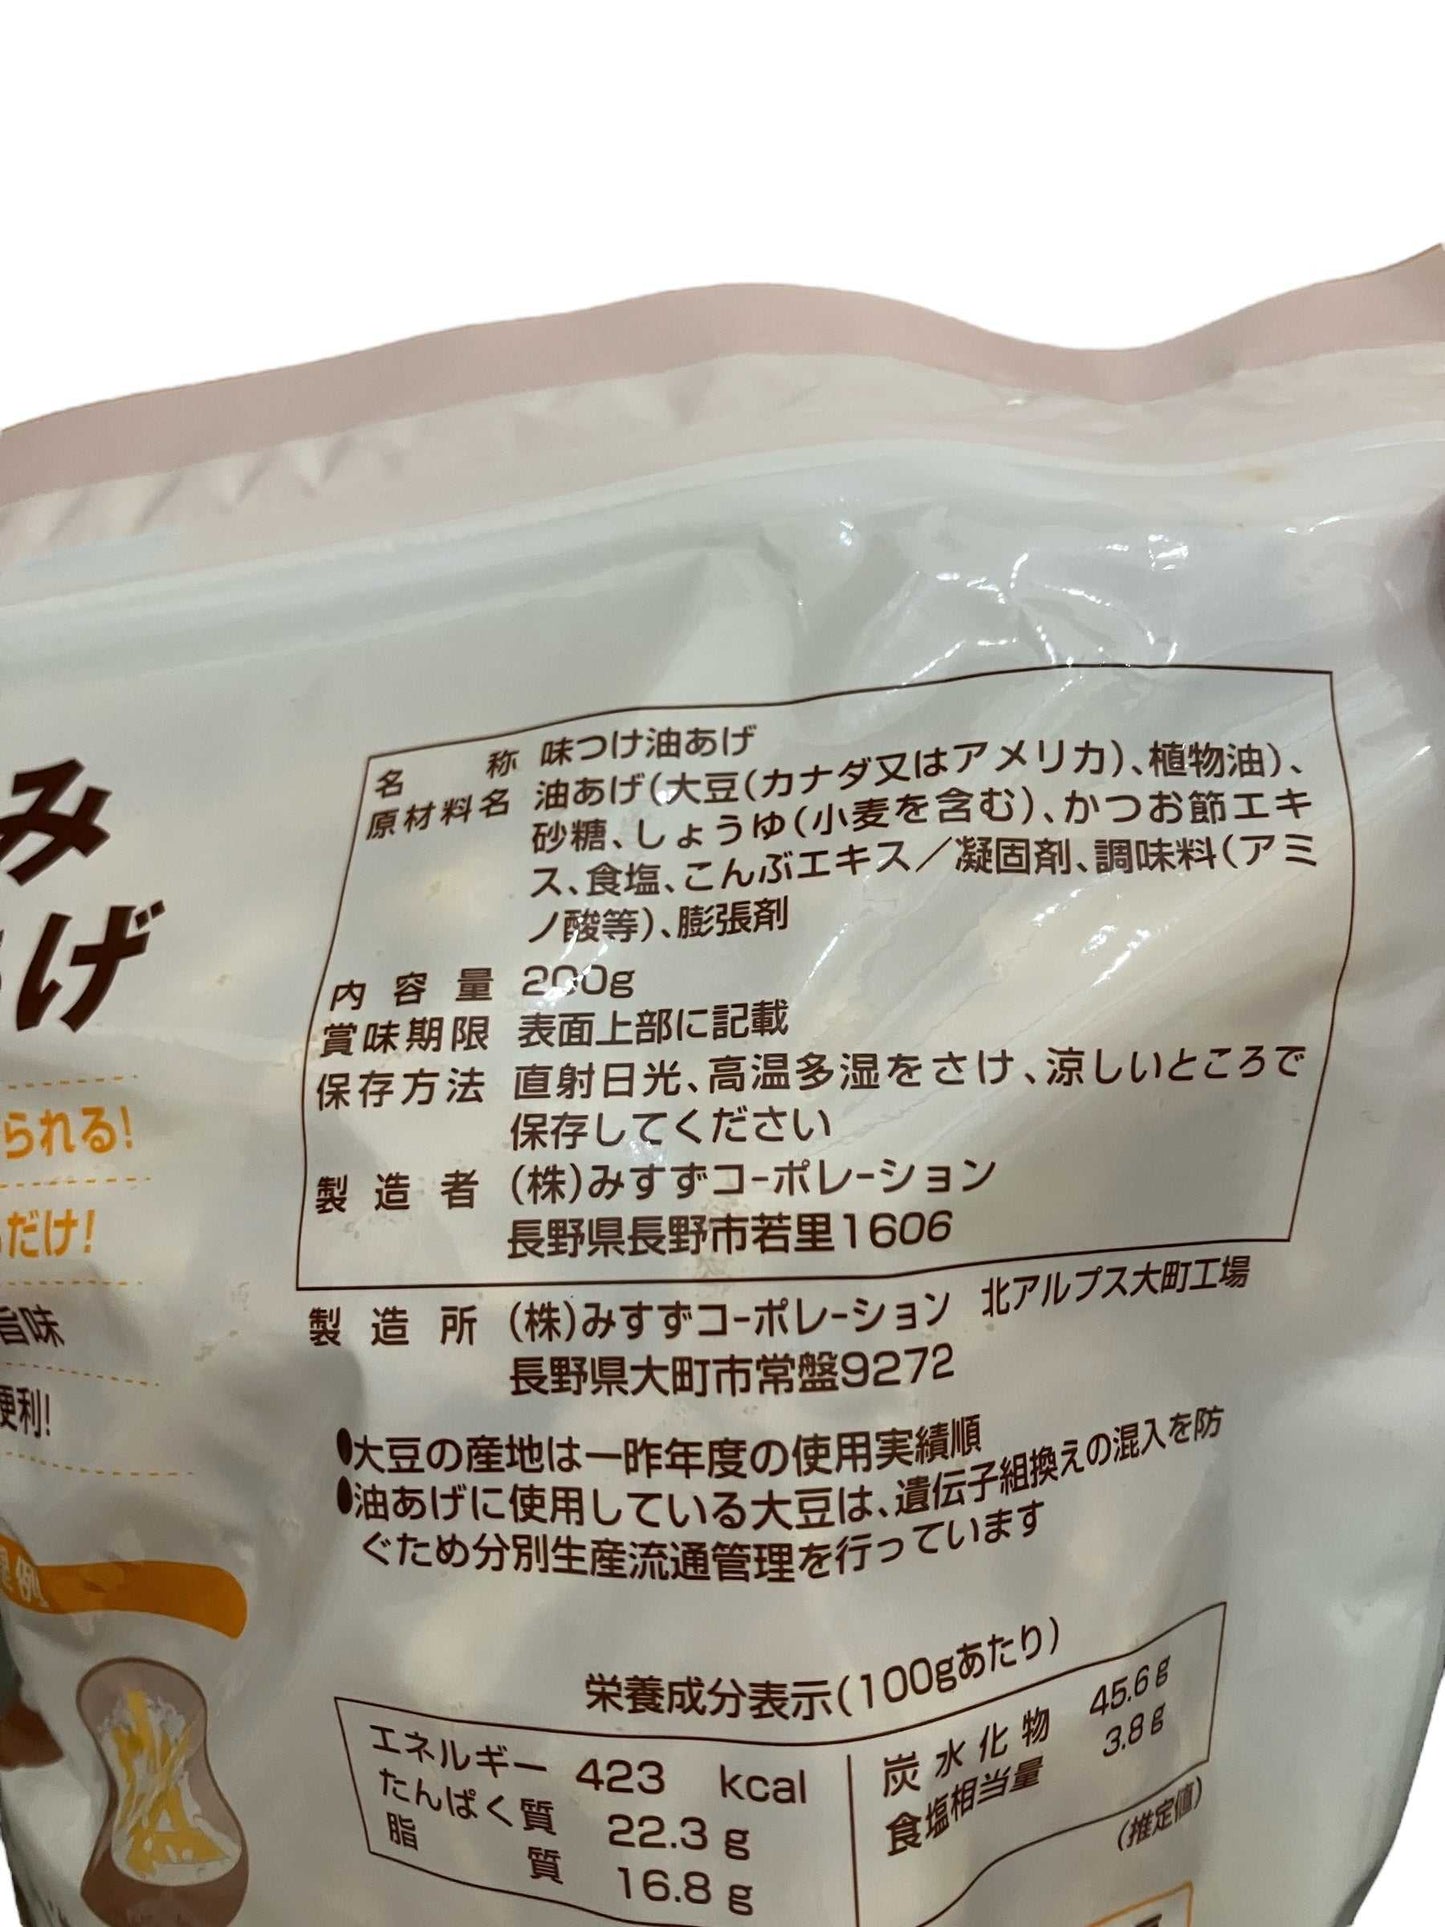 み
げ
られる!
だけ!
旨味
便利!
例
名称 味つけ油あげ
原材料名 油あげ(大豆(カナダ又はアメリカ)、植物油)、
砂糖、しょうゆ(小麦を含む)、かつお節エキ
ス、食塩、こんぶエキス／凝固剤、調味料(アミ
ノ酸等)、膨張剤
内容量 200g
賞味期限 表面上部に記載
保存方法 直射日光、高温多湿をさけ、涼しいところで
保存してください
製造者 (株)みすずコーポレーション
長野県長野市若里1606
製造所 (株)みすずコーポレーション 北アルプス大町工場
長野県大町市常盤9272
●大豆の産地は一昨年度の使用実績順
●油あげに使用している大豆は、遺伝子組換えの混入を防
ぐため分別生産流通管理を行っています
栄養成分表示(100gあたり)
エネルギー 423 kcal
たんぱく質 22.3g
脂質 16.8g
炭水化物 45.6g
食塩相当量 3.8g
(推定値)